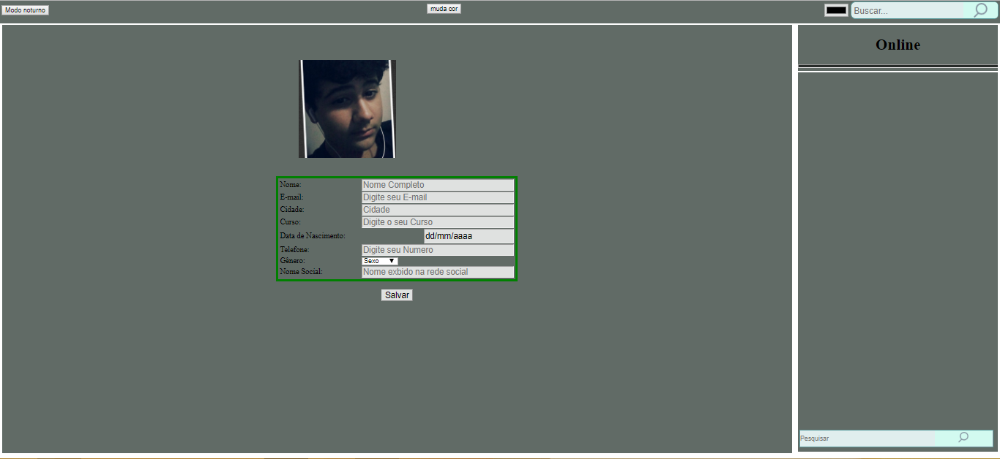 Modo noturno
muda cor
Buscar...
Online
Nome: Nome Completo
E-mail: Digite seu E-mail
Cidade: Cidade
Curso: Digite o seu Curso
Data de Nascimento: dd/mm/aaaa
Telefone: Digite seu Numero
Gênero: Sexo
Nome Social: Nome exbido na rede social
Salvar
Pesquisar